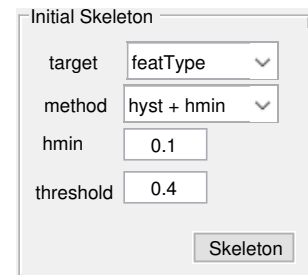 Initial Skeleton
target featType
method hyst + hmin
hmin 0.1
threshold 0.4
Skeleton